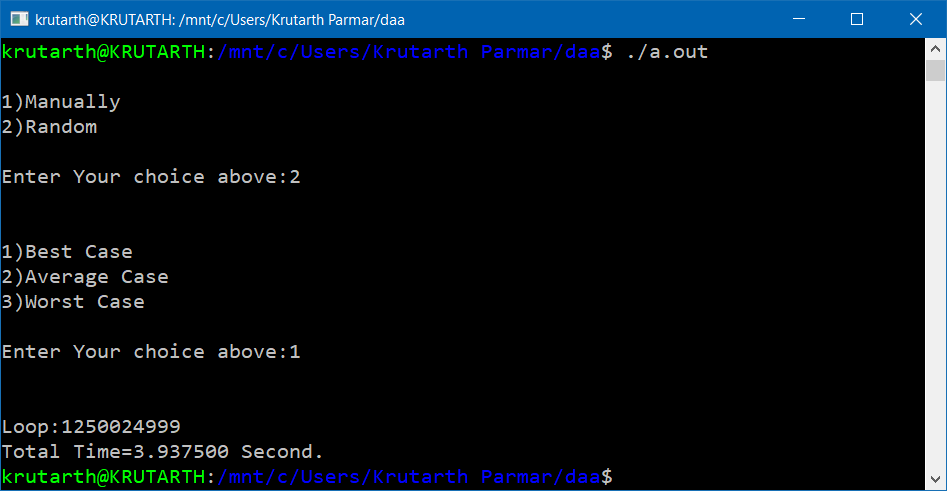 krutarth@KRUTARTH: /mnt/c/Users/Krutarth Parmar/daa
krutarth@KRUTARTH:/mnt/c/Users/Krutarth Parmar/daa$ ./a.out
1)Manually
2)Random
Enter Your choice above:2
1)Best Case
2)Average Case
3)Worst Case
Enter Your choice above:1
Loop:1250024999
Total Time=3.937500 Second.
krutarth@KRUTARTH:/mnt/c/Users/Krutarth Parmar/daa$